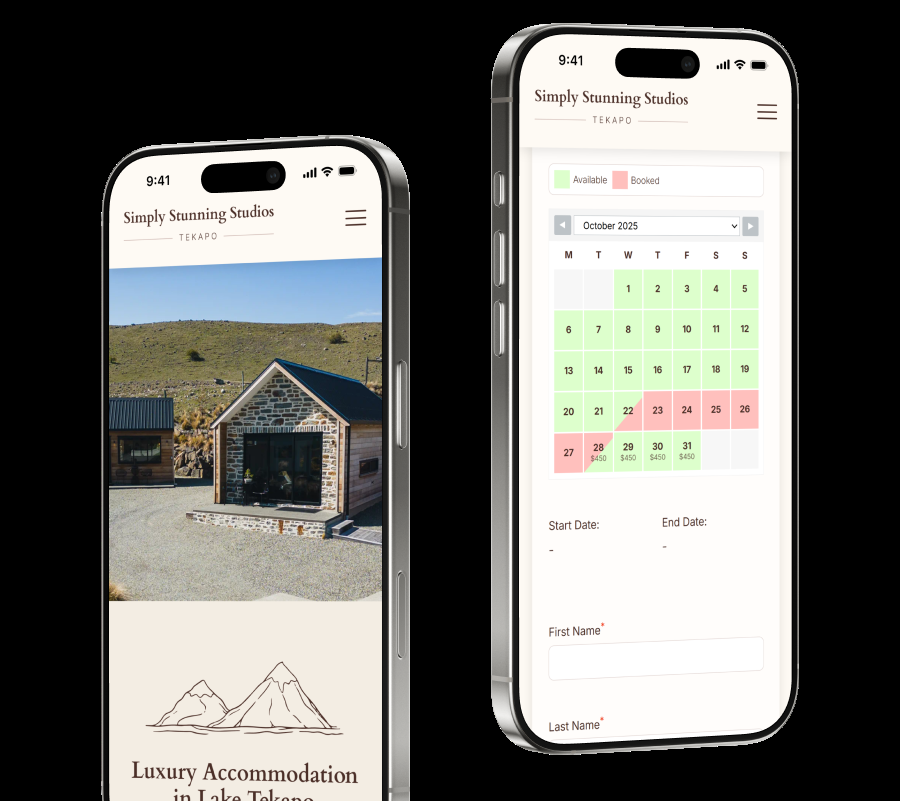 9:41
Simply Stunning Studios
TEKAPO
Luxury Accommodation
in Lake Tekapo
9:41
Simply Stunning Studios
TEKAPO
Available Booked
October 2025
M T W T F S S
1 2 3 4 5
6 7 8 9 10 11 12
13 14 15 16 17 18 19
20 21 22 23 24 25 26
27 28 29 30 31
$450 $450 $450 $450
Start Date: End Date:
- -
First Name*
Last Name*